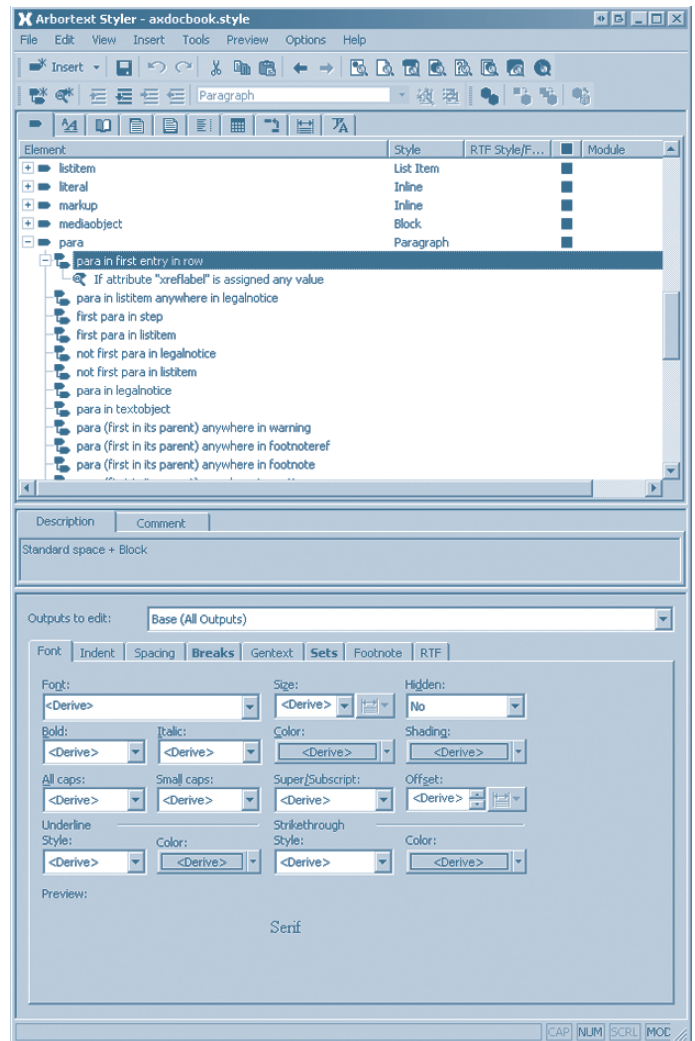 Arbortext Styler - axdocbook.style
File Edit View Insert Tools Preview Options Help
Insert
Paragraph
Element Style RTF Style/F... Module
listitem List Item
literal Inline
markup Inline
mediaobject Block
para Paragraph
para in first entry in row
If attribute "xreflabel" is assigned any value
para in listitem anywhere in legalnotice
first para in step
first para in listitem
not first para in legalnotice
not first para in listitem
para in legalnotice
para in textobject
para (first in its parent) anywhere in warning
para (first in its parent) anywhere in footnoteref
para (first in its parent) anywhere in footnote
Description Comment
Standard space + Block
Outputs to edit: Base (All Outputs)
Font Indent Spacing Breaks Gentext Sets Footnote RTF
Font: Size: Hidden:
<Derive> <Derive> No
Bold: Italic: Color: Shading:
<Derive> <Derive> <Derive> <Derive>
All caps: Small caps: Super/Subscript: Offset:
<Derive> <Derive> <Derive> <Derive>
Underline Strikethrough
Style: Color: Style: Color:
<Derive> <Derive> <Derive> <Derive>
Preview:
Serif
CAP NUM SCRL MOD